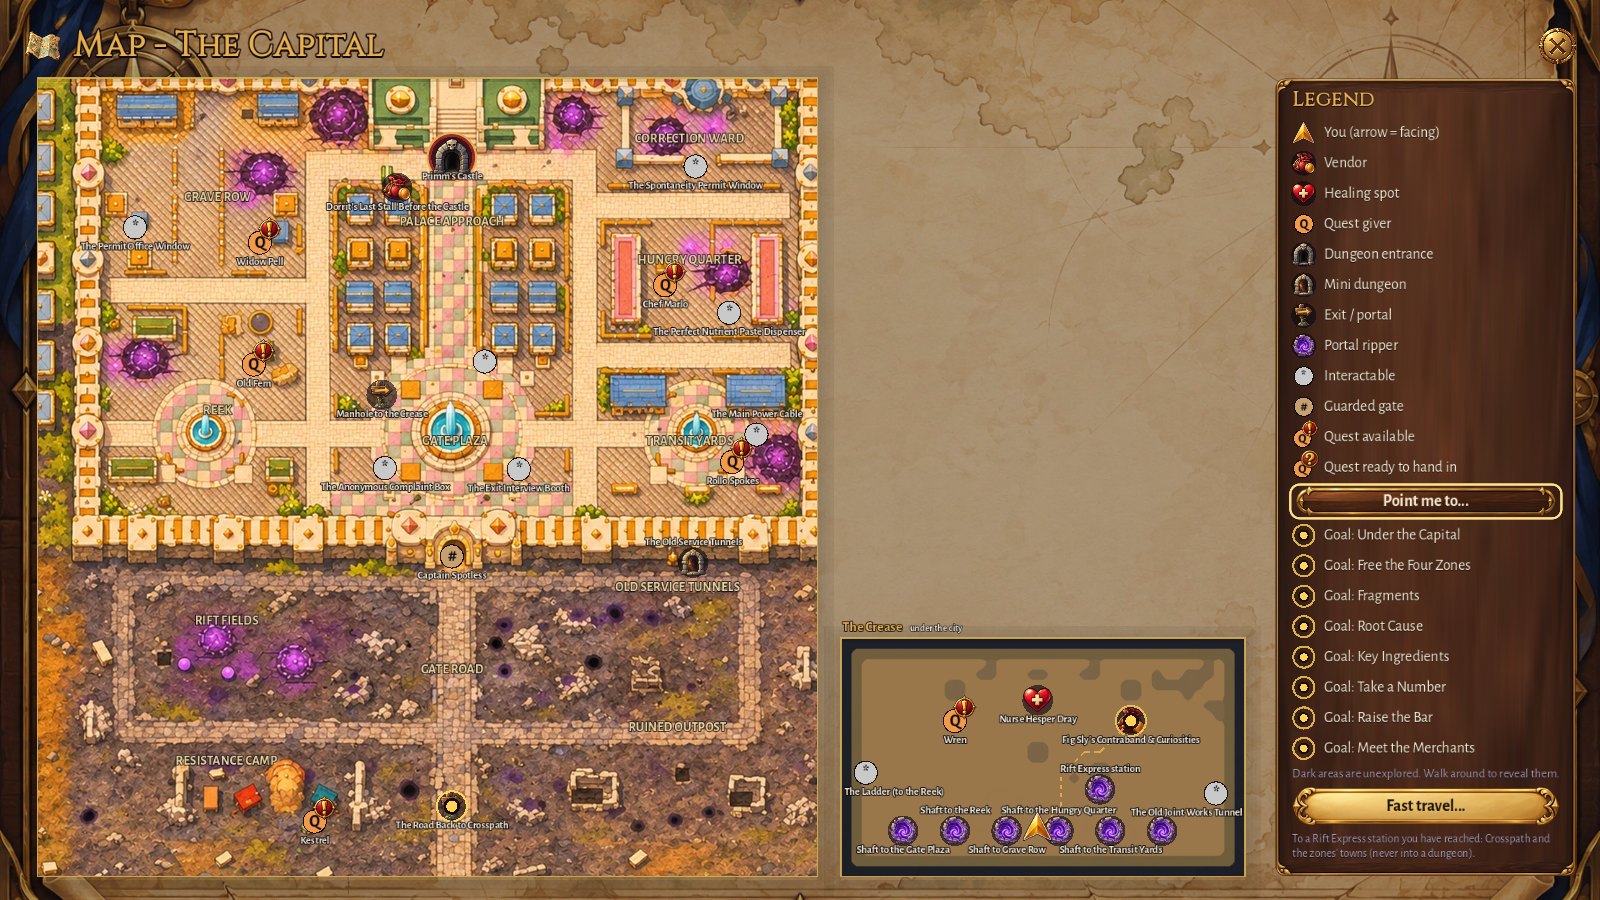 Map - The Capital
CORRECTION WARD
Primm's Castle
The Spontaneity Permit Window
GRAVE ROW
Dorrit's Last Stall Before the Castle
PALACE APPROACH
The Permit Office Window
Widow Pell
HUNGRY QUARTER
Chef Marlo
The Perfect Nutrient Paste Dispenser
Old Fern
REEK
Manhole to the Crease
The Main Power Cable
GATE PLAZA
TRANSIT YARDS
The Anonymous Complaint Box
The Exit Interview Booth
Rollo Spokes
The Old Service Tunnels
Captain Spotless
OLD SERVICE TUNNELS
RIFT FIELDS
GATE ROAD
RUINED OUTPOST
RESISTANCE CAMP
The Road Back to Crosspath
Kestrel
The Crease under the city
Nurse Hesper Dray
Wren
Fig Sly's Contraband & Curiosities
Rift Express station
The Ladder (to the Reek)
Shaft to the Reek
Shaft to the Hungry Quarter
The Old Joint Works Tunnel
Shaft to the Gate Plaza
Shaft to Grave Row
Shaft to the Transit Yards
Legend
You (arrow = facing)
Vendor
Healing spot
Quest giver
Dungeon entrance
Mini dungeon
Exit / portal
Portal ripper
Interactable
Guarded gate
Quest available
Quest ready to hand in
Point me to...
Goal: Under the Capital
Goal: Free the Four Zones
Goal: Fragments
Goal: Root Cause
Goal: Key Ingredients
Goal: Take a Number
Goal: Raise the Bar
Goal: Meet the Merchants
Dark areas are unexplored. Walk around to reveal them.
Fast travel...
To a Rift Express station you have reached: Crosspath and
the zones' towns (never into a dungeon).